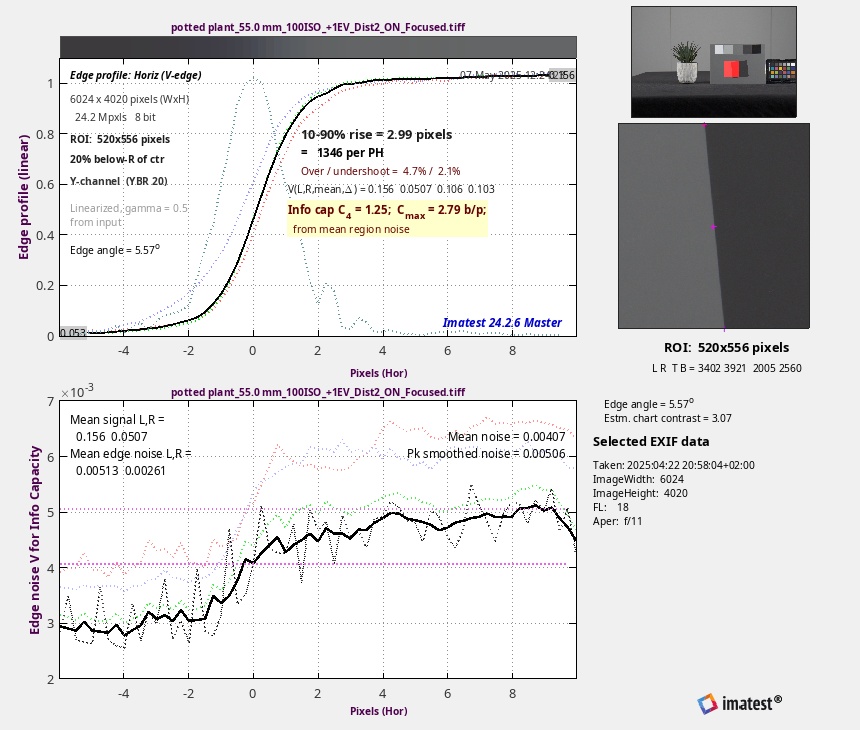 potted plant_55.0 mm_100ISO_+1EV_Dist2_ON_Focused.tiff
Edge profile: Horiz (V-edge)
07-May-2025 12:2
0.156
6024 x 4020 pixels (WxH)
24.2 Mpxls   8 bit
ROI:  520x556 pixels
20% below-R of ctr
Y-channel  (YBR 20)
Linearized, gamma = 0.5
from input
Edge angle = 5.57°
10-90% rise = 2.99 pixels
=   1346 per PH
Over / undershoot =  4.7% /  2.1%
V(L,R,mean,Δ) = 0.156  0.0507  0.106  0.103
Info cap C4 = 1.25;  Cmax = 2.79 b/p;
from mean region noise
Imatest 24.2.6 Master
0.053
Edge profile (linear)
1
0.8
0.6
0.4
0.2
0
-4 -2 0 2 4 6 8
Pixels (Hor)
potted plant_55.0 mm_100ISO_+1EV_Dist2_ON_Focused.tiff
×10-3
Mean signal L,R =
0.156  0.0507
Mean edge noise L,R =
0.00513  0.00261
Mean noise = 0.00407
Pk smoothed noise = 0.00506
Edge noise V for Info Capacity
7
6
5
4
3
2
-4 -2 0 2 4 6 8
Pixels (Hor)
ROI:  520x556 pixels
L R  T B = 3402 3921  2005 2560
Edge angle = 5.57°
Estm. chart contrast = 3.07
Selected EXIF data
Taken: 2025:04:22 20:58:04+02:00
ImageWidth:  6024
ImageHeight:  4020
FL:   18
Aper:  f/11
imatest®